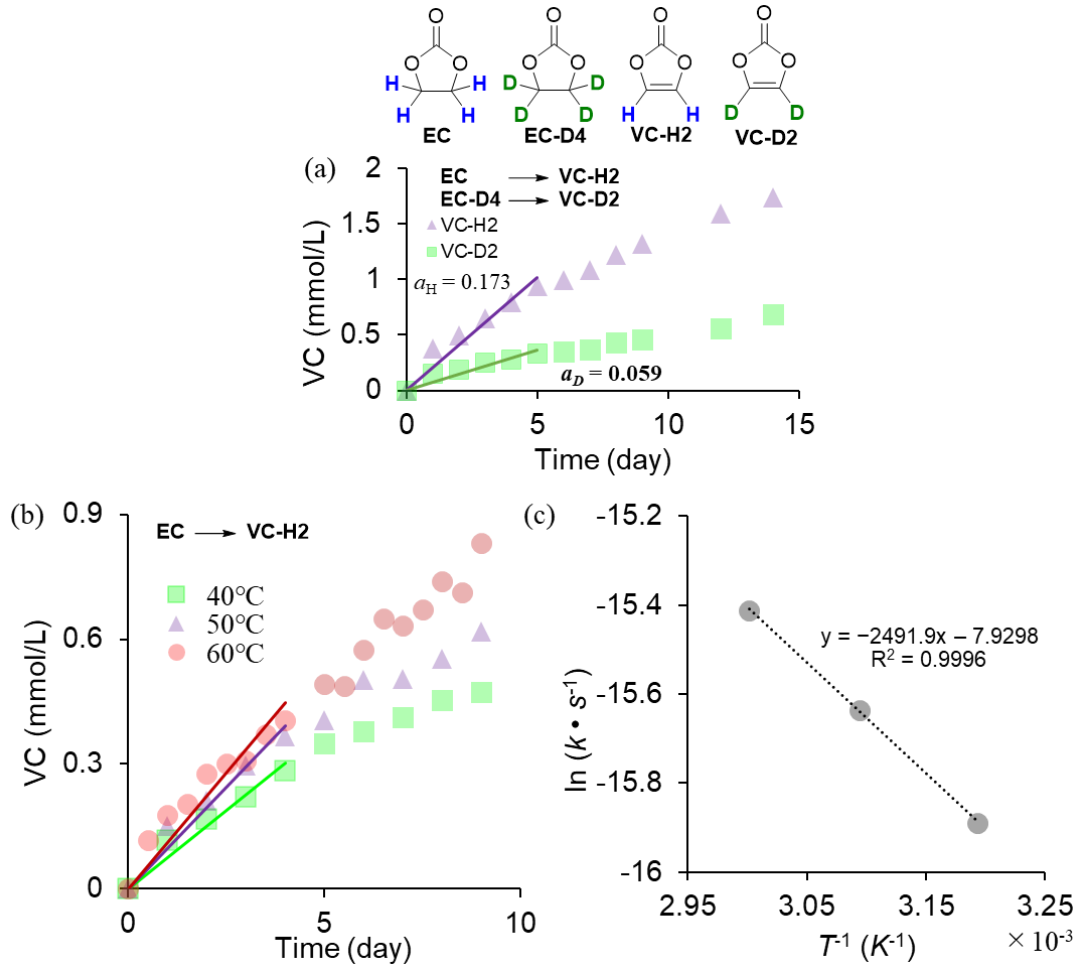 O O O O
O O O O O O O O
H H D D
H H D D H H D D
EC EC-D4 VC-H2 VC-D2
(a)
EC → VC-H2
EC-D4 → VC-D2
VC-H2
VC-D2
a_H = 0.173
a_D = 0.059
VC (mmol/L)
2
1.5
1
0.5
0
0 5 10 15
Time (day)
(b)
EC → VC-H2
40°C
50°C
60°C
VC (mmol/L)
0.9
0.6
0.3
0
0 5 10
Time (day)
(c)
ln (k • s⁻¹)
-15.2
-15.4
-15.6
-15.8
-16
y = −2491.9x – 7.9298
R² = 0.9996
2.95 3.05 3.15 3.25
T⁻¹ (K⁻¹) × 10⁻³